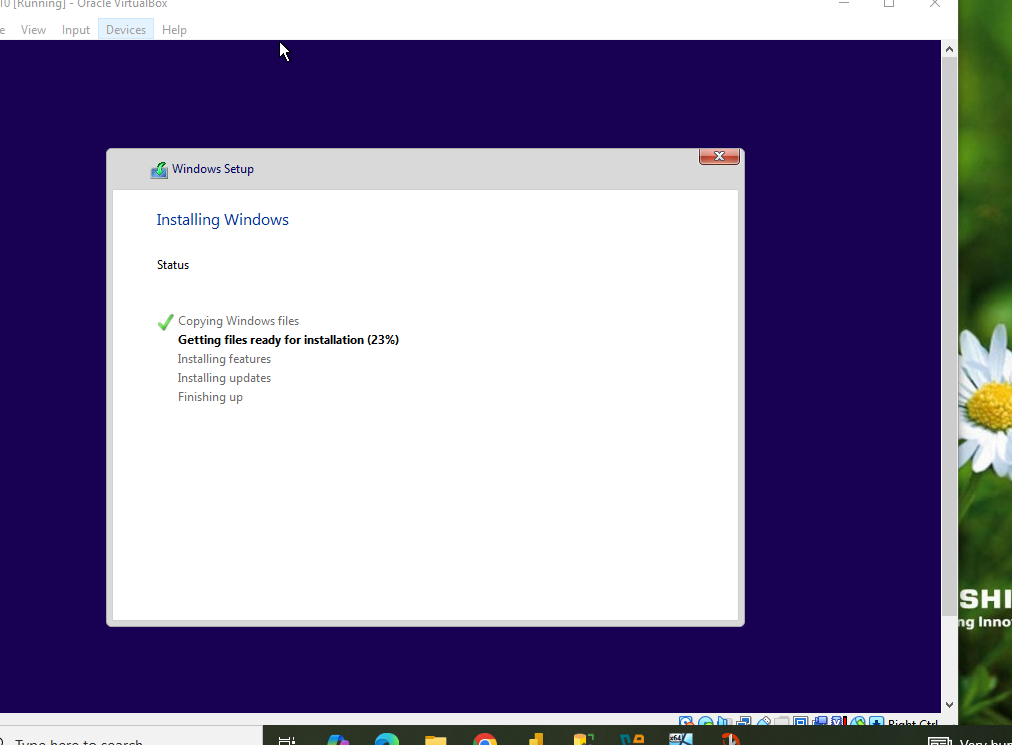 10 [Running] - Oracle VirtualBox
View Input Devices Help
Windows Setup
Installing Windows
Status
Copying Windows files
Getting files ready for installation (23%)
Installing features
Installing updates
Finishing up
SHI
ng Inno
Right Ctrl
Type here to search
x64
Very hu